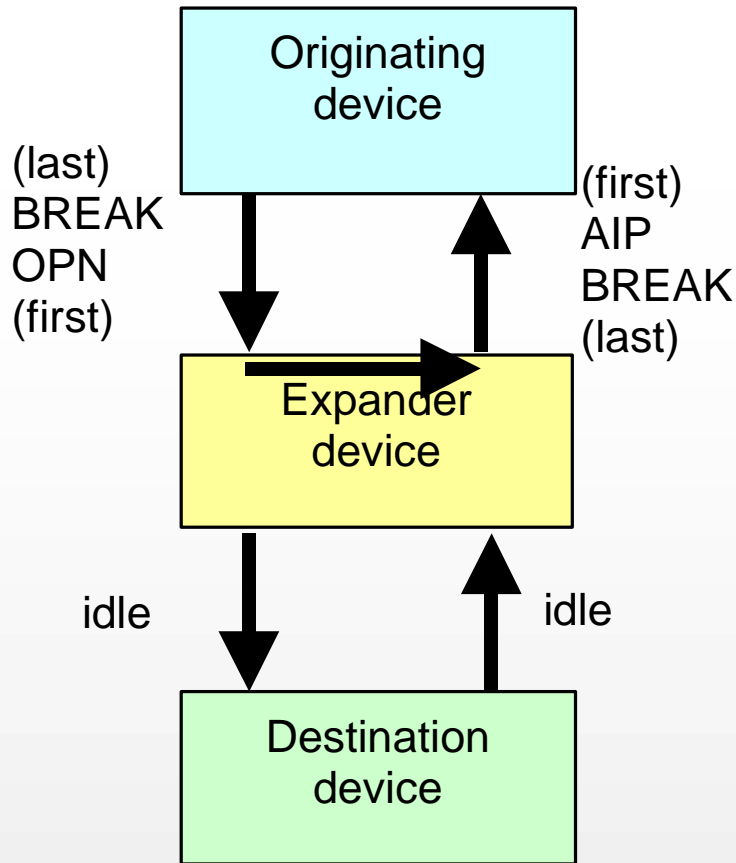 Originating
device
(last)
BREAK
OPN
(first)
(first)
AIP
BREAK
(last)
Expander
device
idle
idle
Destination
device